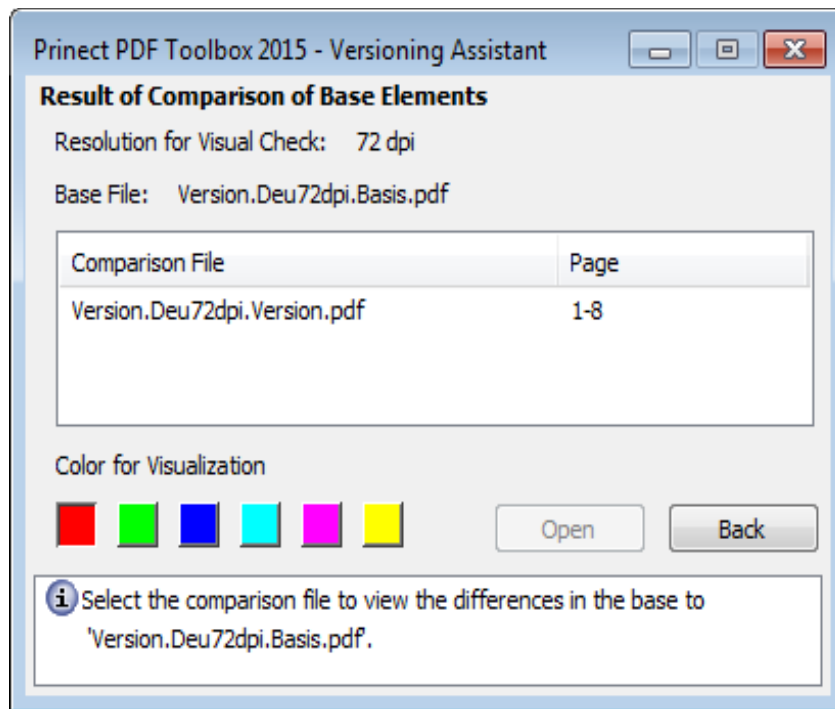 Prinect PDF Toolbox 2015 - Versioning Assistant
Result of Comparison of Base Elements
Resolution for Visual Check: 72 dpi
Base File: Version.Deu72dpi.Basis.pdf
Comparison File Page
Version.Deu72dpi.Version.pdf 1-8
Color for Visualization
Open Back
Select the comparison file to view the differences in the base to
'Version.Deu72dpi.Basis.pdf'.